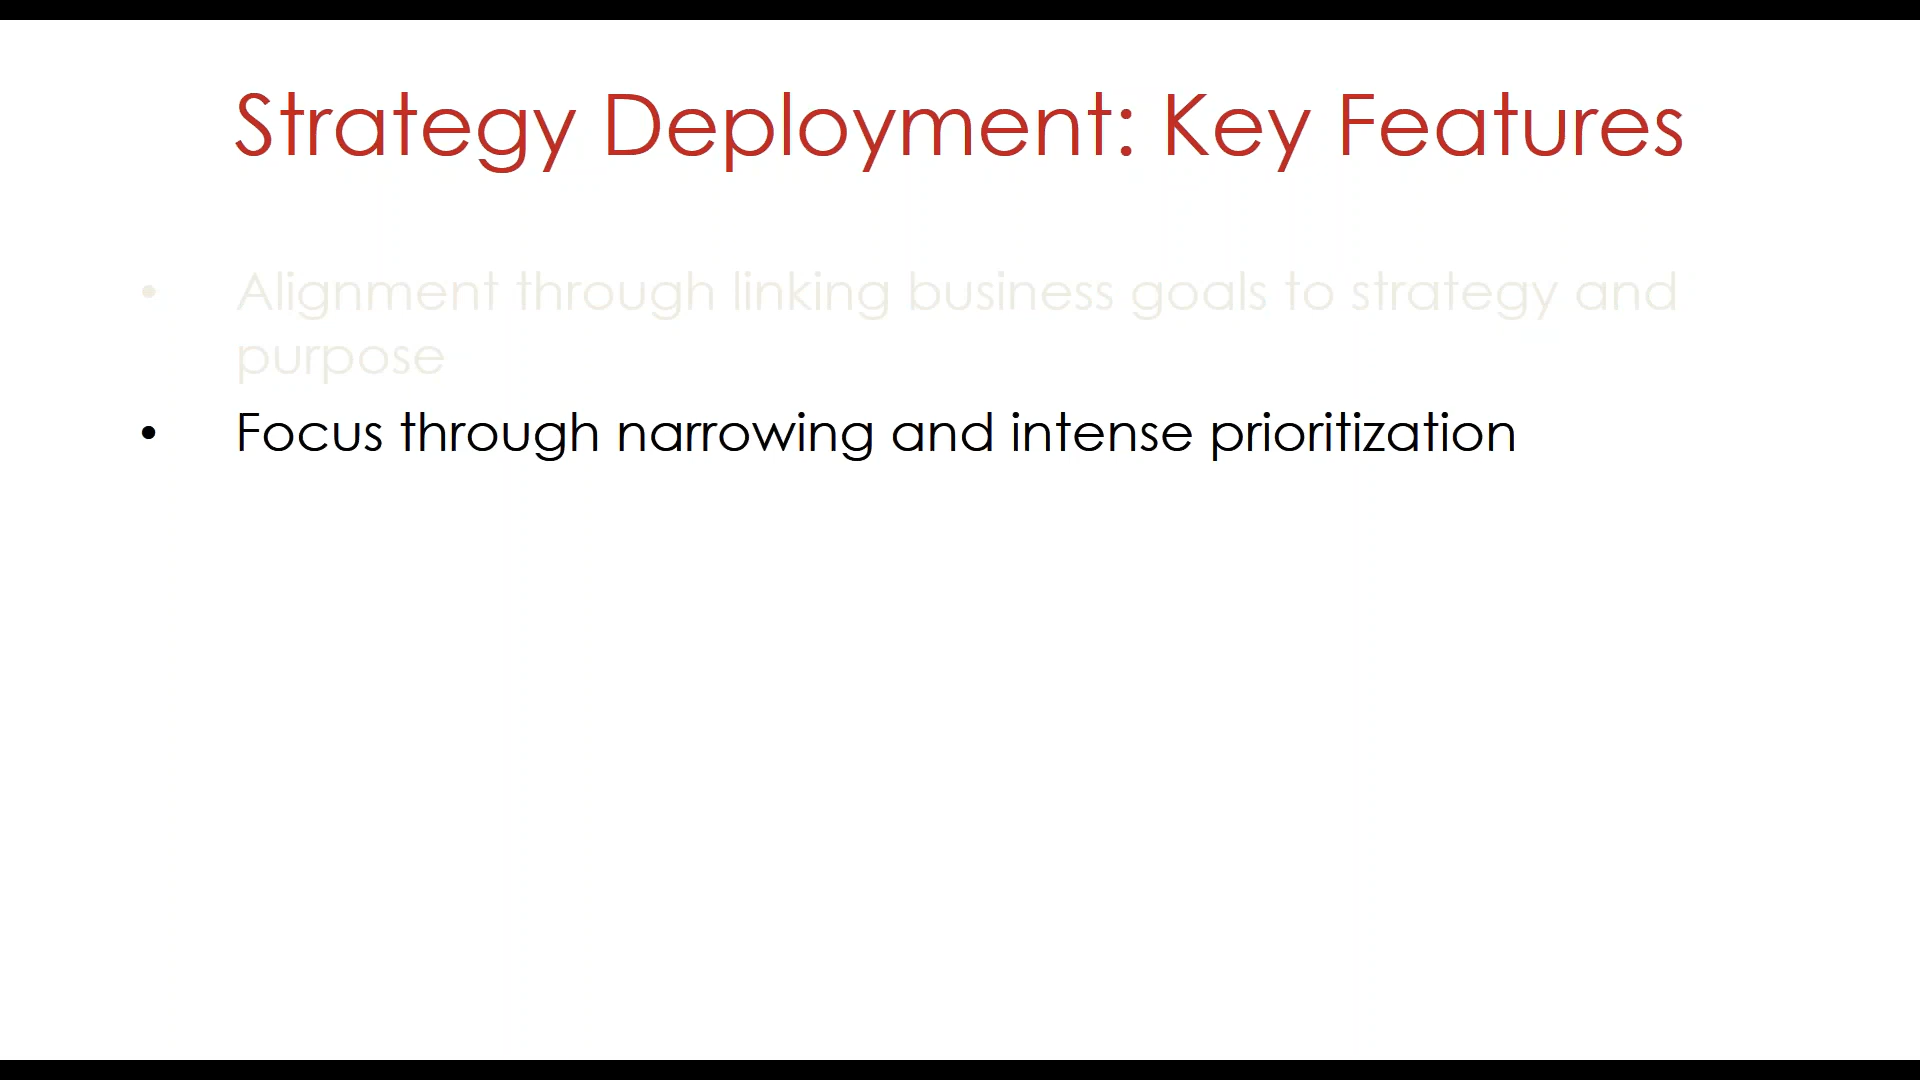 Strategy Deployment: Key Features
• Alignment through linking business goals to strategy and
purpose
• Focus through narrowing and intense prioritization